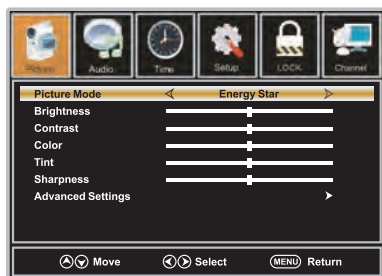 Picture Audio Time Setup LOCK Channel
Picture Mode Energy Star
Brightness
Contrast
Color
Tint
Sharpness
Advanced Settings
Move Select MENU Return